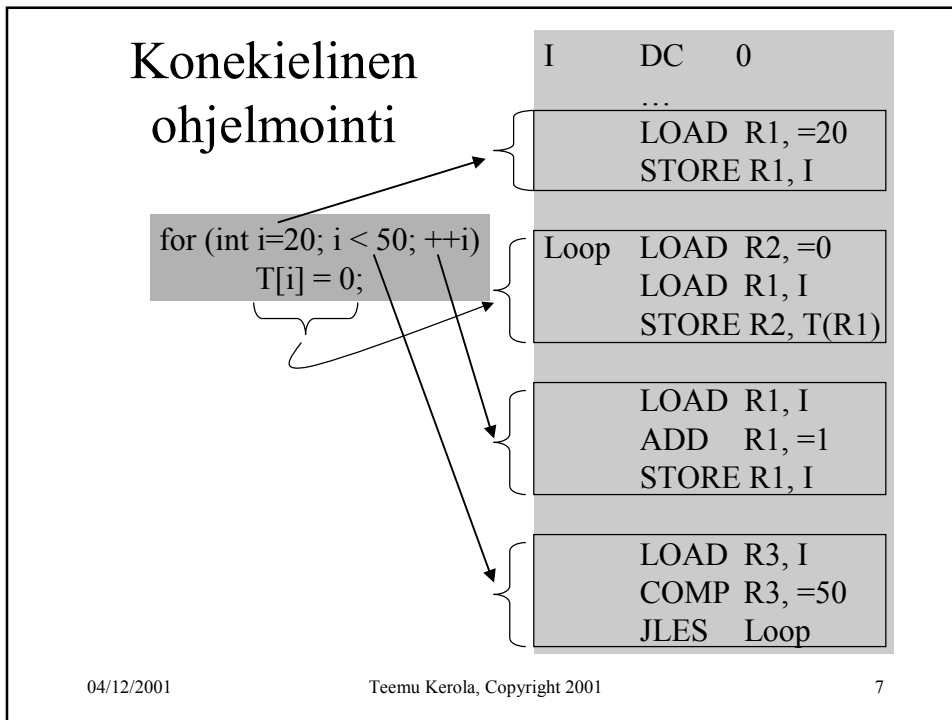 Konekielinen
ohjelmointi
for (int i=20; i < 50; ++i)
T[i] = 0;
I DC 0
…
LOAD R1, =20
STORE R1, I
Loop LOAD R2, =0
LOAD R1, I
STORE R2, T(R1)
LOAD R1, I
ADD R1, =1
STORE R1, I
LOAD R3, I
COMP R3, =50
JLES Loop
04/12/2001 Teemu Kerola, Copyright 2001 7